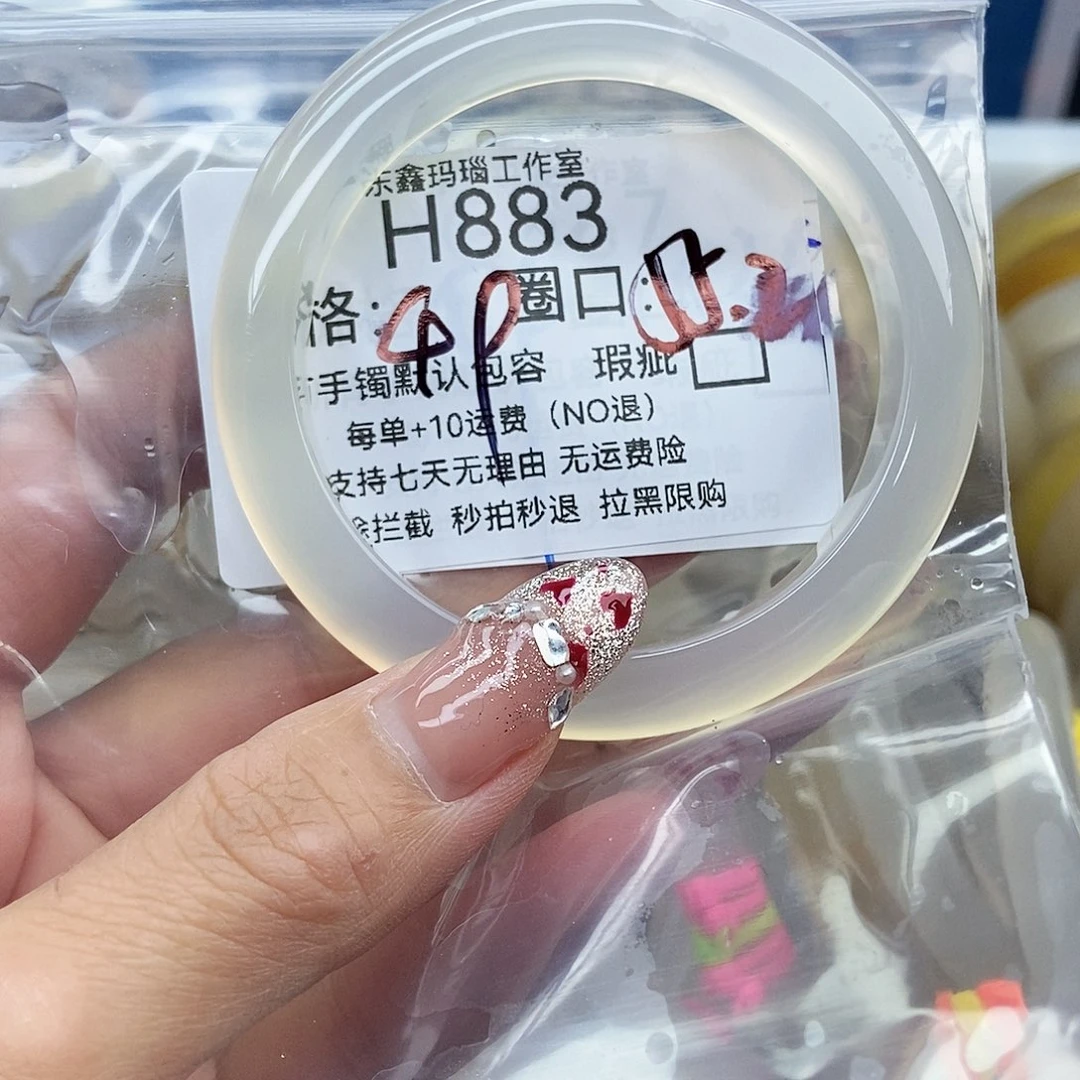 东鑫玛瑙工作室
H883
格: 圈口:
手镯默认包容 瑕疵
每单+10运费（NO退）
支持七天无理由 无运费险
拦截 秒拍秒退 拉黑限购